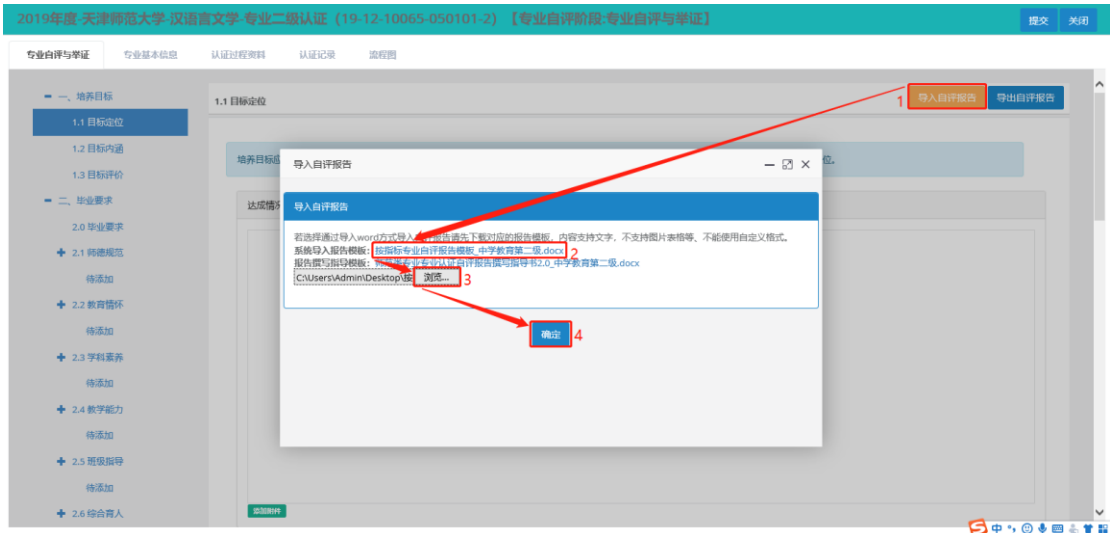 2019年度-天津师范大学-汉语言文学-专业二级认证（19-12-10065-050101-2）【专业自评阶段:专业自评与举证】
提交 关闭
专业自评与举证 专业基本信息 认证过程资料 认证记录 流程图
一、培养目标
1.1 目标定位
1 导入自评报告 导出自评报告
1.1 目标定位
1.2 目标内涵
培养目标应
位。
导入自评报告
1.3 目标评价
二、毕业要求
达成情况
导入自评报告
2.0 毕业要求
若选择通过导入word方式导入自评报告请先下载对应的报告模板，内容支持文字，不支持图片表格等、不能使用自定义格式。
系统导入报告模板：按指标专业自评报告模板_中学教育第二级.docx 2
报告撰写指导模板：师范类专业专业认证自评报告撰写指导书2.0_中学教育第二级.docx
C:\Users\Admin\Desktop\按 浏览... 3
确定 4
2.1 师德规范
待添加
2.2 教育情怀
待添加
2.3 学科素养
待添加
2.4 教学能力
待添加
2.5 班级指导
待添加
2.6 综合育人
添加附件
中